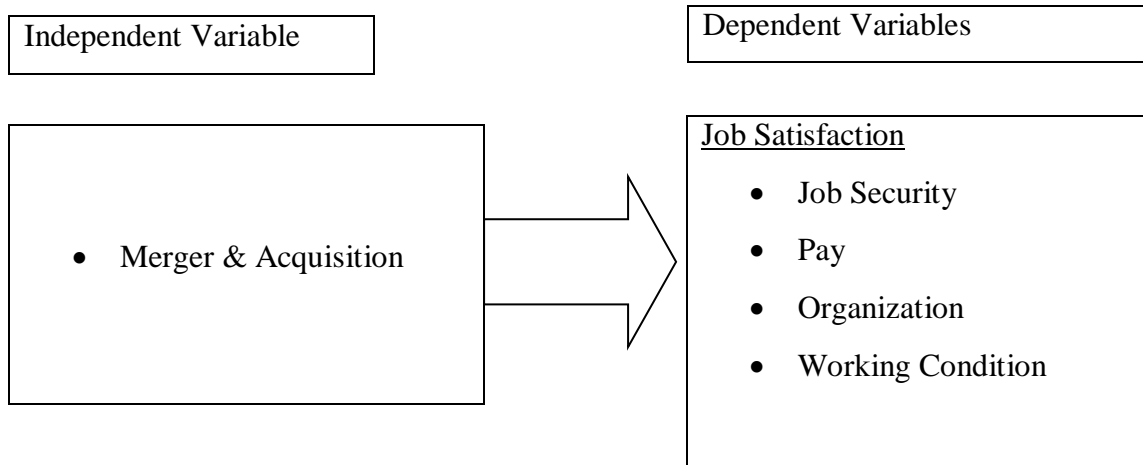 Independent Variable
Dependent Variables
• Merger & Acquisition
Job Satisfaction
• Job Security
• Pay
• Organization
• Working Condition